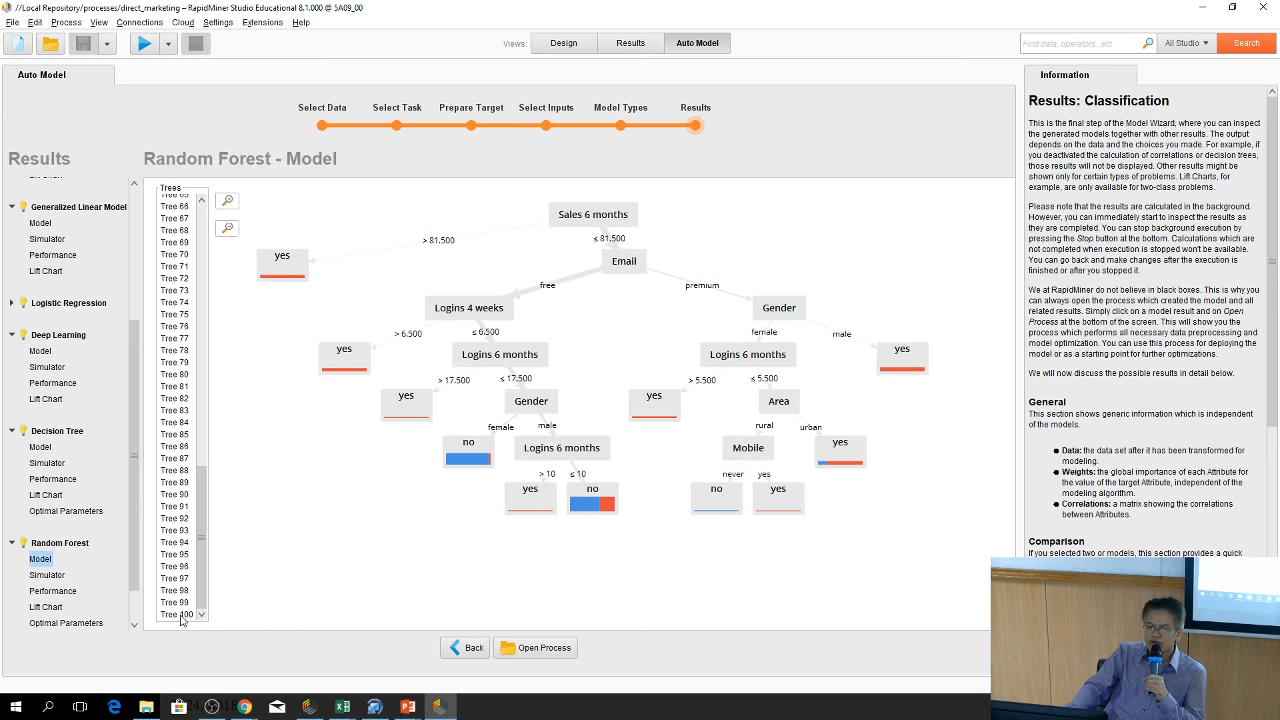 //Local Repository/processes/direct_marketing – RapidMiner Studio Educational 8.1.000 @ 5A09_00
File Edit Process View Connections Cloud Settings Extensions Help
Views: Design Results Auto Model
Find data, operators...etc All Studio Search
Auto Model
Select Data Select Task Prepare Target Select Inputs Model Types Results
Results
Lift Chart
Generalized Linear Model
Model
Simulator
Performance
Lift Chart
Logistic Regression
Deep Learning
Model
Simulator
Performance
Lift Chart
Decision Tree
Model
Simulator
Performance
Lift Chart
Optimal Parameters
Random Forest
Model
Simulator
Performance
Lift Chart
Optimal Parameters
Random Forest - Model
Trees
Tree 65
Tree 66
Tree 67
Tree 68
Tree 69
Tree 70
Tree 71
Tree 72
Tree 73
Tree 74
Tree 75
Tree 76
Tree 77
Tree 78
Tree 79
Tree 80
Tree 81
Tree 82
Tree 83
Tree 84
Tree 85
Tree 86
Tree 87
Tree 88
Tree 89
Tree 90
Tree 91
Tree 92
Tree 93
Tree 94
Tree 95
Tree 96
Tree 97
Tree 98
Tree 99
Tree 100
Sales 6 months
> 81.500 ≤ 81.500
yes Email
free premium
Logins 4 weeks Gender
> 6.500 ≤ 6.500 female male
yes Logins 6 months Logins 6 months yes
> 17.500 ≤ 17.500 > 5.500 ≤ 5.500
yes Gender yes Area
female male rural urban
no Logins 6 months Mobile yes
> 10 ≤ 10 never yes
yes no no yes
Back Open Process
Information
Results: Classification
This is the final step of the Model Wizard, where you can inspect
the generated models together with other results. The output
depends on the data and the choices you made. For example, if
you deactivated the calculation of correlations or decision trees,
those results will not be displayed. Other results might be
shown only for certain types of problems. Lift Charts, for
example, are only available for two-class problems.
Please note that the results are calculated in the background.
However, you can immediately start to inspect the results as
they are completed. You can stop background execution by
pressing the Stop button at the bottom. Calculations which are
not completed when execution is stopped won't be available.
You can go back and make changes after the execution is
finished or after you stopped it.
We at RapidMiner do not believe in black boxes. This is why you
can always open the process which created the model and all
related results. Simply click on a model result and on Open
Process at the bottom of the screen. This will show you the
process which performs all necessary data preprocessing and
model optimization. You can use this process for deploying the
model or as a starting point for further optimizations.
We will now discuss the possible results in detail below.
General
This section shows generic information which is independent
of the models.
Data: the data set after it has been transformed for
modeling.
Weights: the global importance of each Attribute for
the value of the target Attribute, independent of the
modeling algorithm.
Correlations: a matrix showing the correlations
between Attributes.
Comparison
If you selected two or models, this section provides a quick